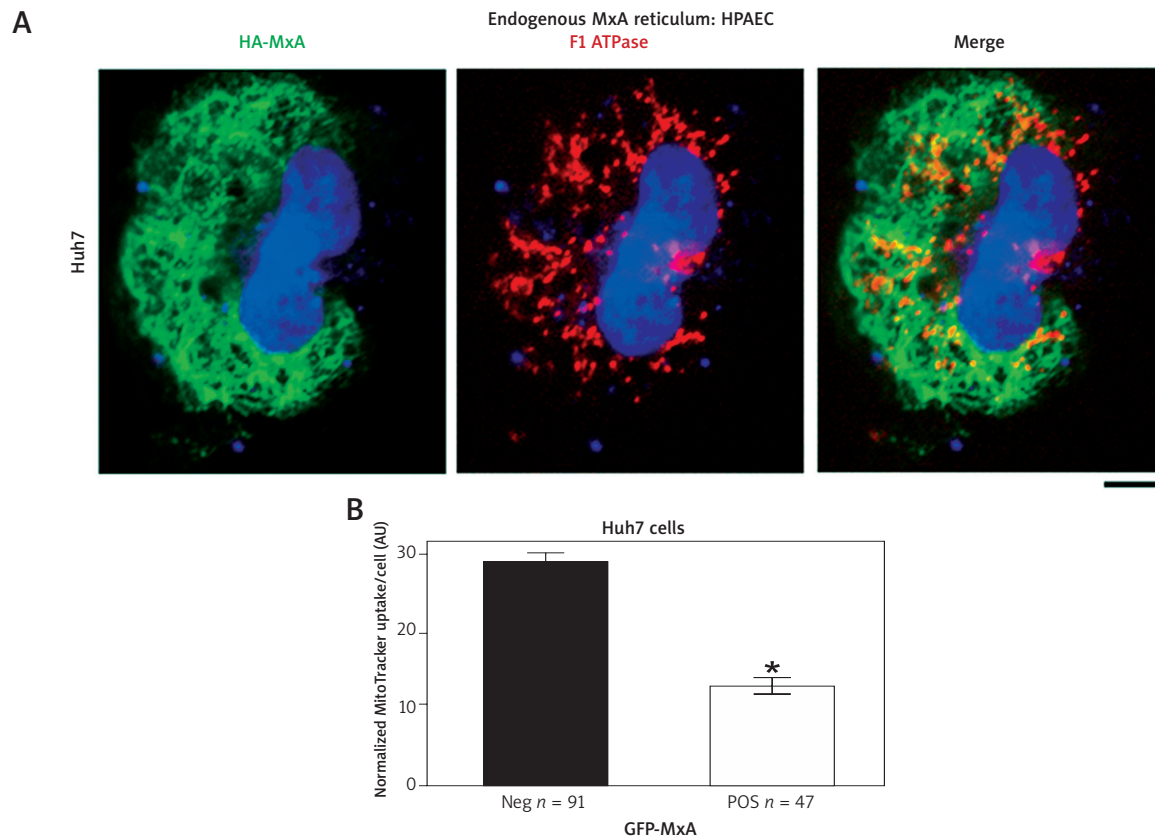 A
Endogenous MxA reticulum: HPAEC
HA-MxA
F1 ATPase
Merge
Huh7
B
Huh7 cells
Normalized MitoTracker uptake/cell (AU)
30
20
10
0
*
Neg n = 91
POS n = 47
GFP-MxA